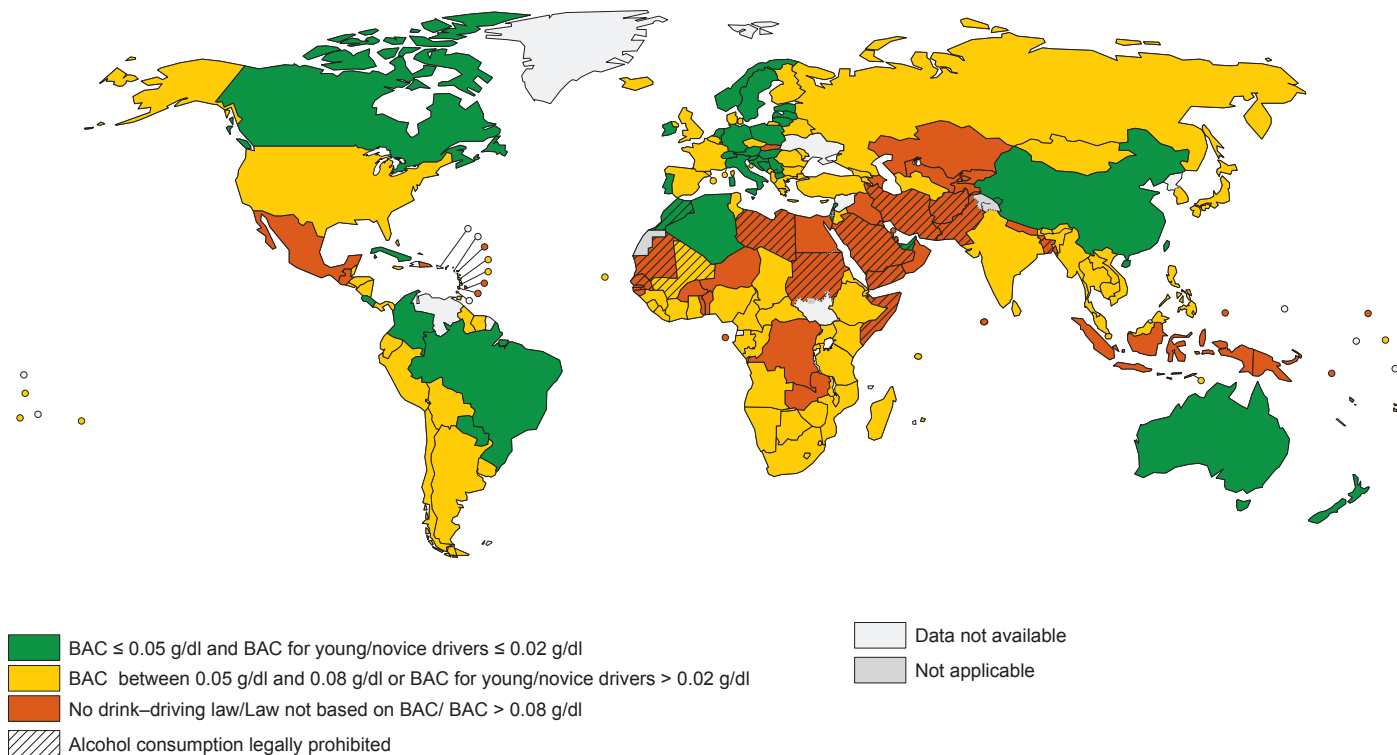 BAC ≤ 0.05 g/dl and BAC for young/novice drivers ≤ 0.02 g/dl
BAC between 0.05 g/dl and 0.08 g/dl or BAC for young/novice drivers > 0.02 g/dl
No drink–driving law/Law not based on BAC/ BAC > 0.08 g/dl
Alcohol consumption legally prohibited
Data not available
Not applicable